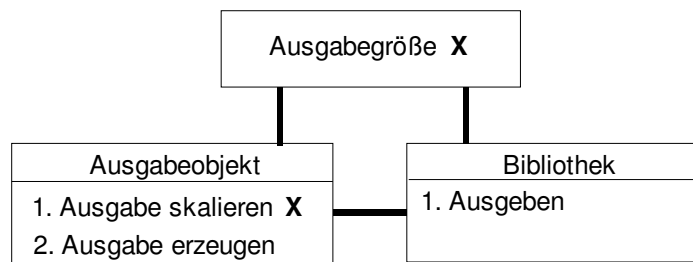 Ausgabegröße X
Ausgabeobjekt
1. Ausgabe skalieren X
2. Ausgabe erzeugen
Bibliothek
1. Ausgeben